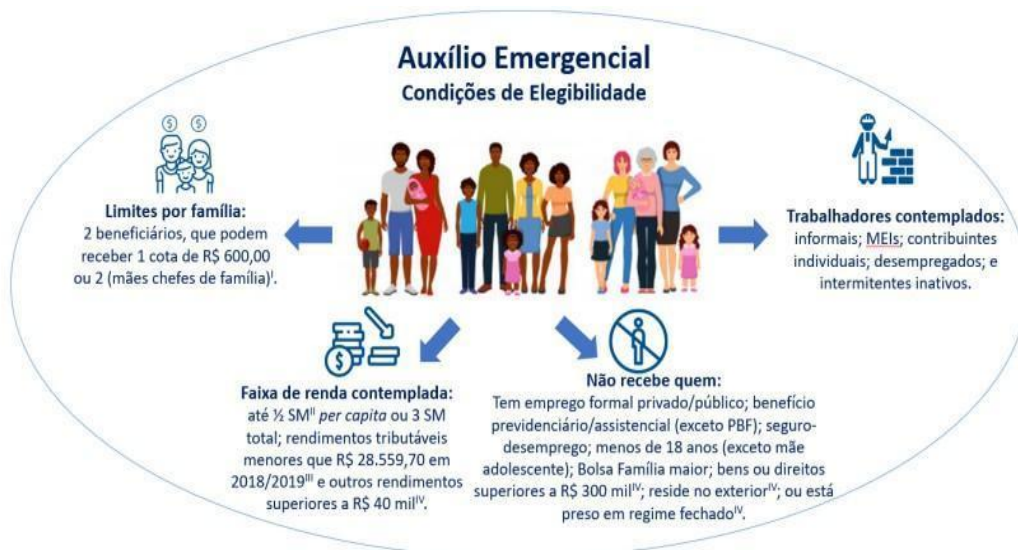 Auxílio Emergencial
Condições de Elegibilidade
Limites por família:
2 beneficiários, que podem
receber 1 cota de R$ 600,00
ou 2 (mães chefes de família)ᴵ.
Trabalhadores contemplados:
informais; MEIs; contribuintes
individuais; desempregados; e
intermitentes inativos.
Faixa de renda contemplada:
até ½ SMᴵᴵ per capita ou 3 SM
total; rendimentos tributáveis
menores que R$ 28.559,70 em
2018/2019ᴵᴵᴵ e outros rendimentos
superiores a R$ 40 milᴵⱽ.
Não recebe quem:
Tem emprego formal privado/público; benefício
previdenciário/assistencial (exceto PBF); seguro-
desemprego; menos de 18 anos (exceto mãe
adolescente); Bolsa Família maior; bens ou direitos
superiores a R$ 300 milᴵⱽ; reside no exteriorᴵⱽ; ou está
preso em regime fechadoᴵⱽ.